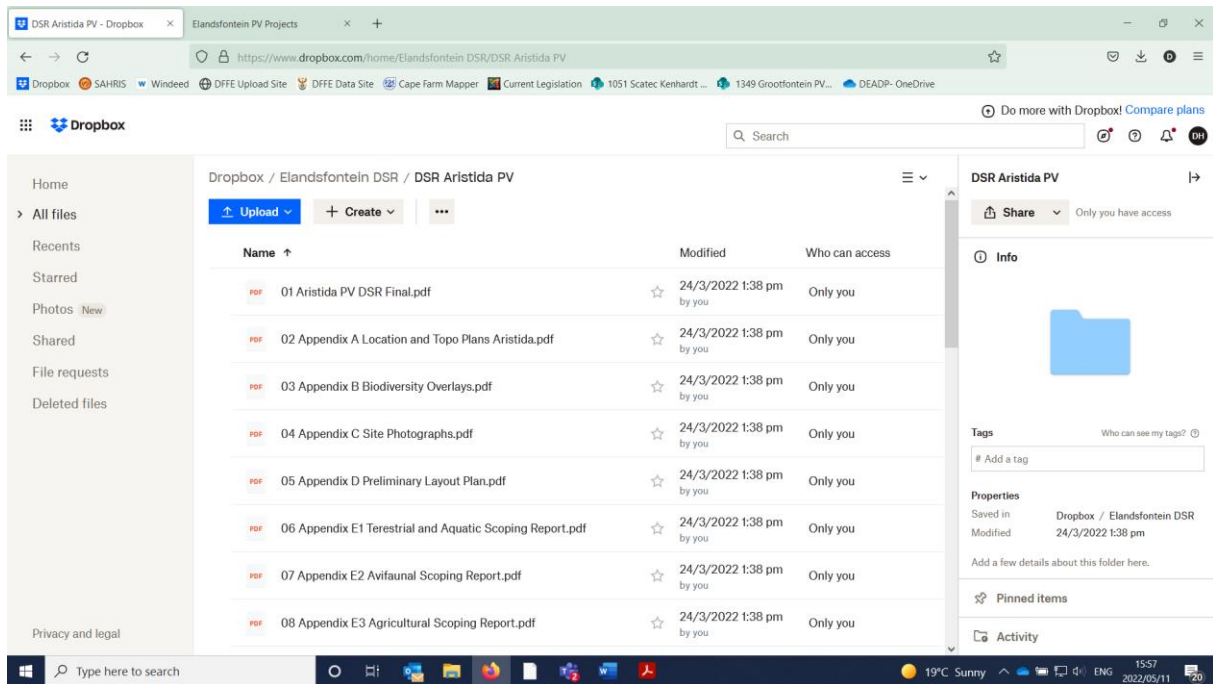 DSR Aristida PV - Dropbox
Elandsfontein PV Projects
https://www.dropbox.com/home/Elandsfontein DSR/DSR Aristida PV
Dropbox SAHRIS Windeed DFFE Upload Site DFFE Data Site Cape Farm Mapper Current Legislation 1051 Scatec Kenhardt ... 1349 Grootfontein PV... DEADP- OneDrive
Do more with Dropbox! Compare plans
Dropbox
Search
DH
Home
All files
Recents
Starred
Photos New
Shared
File requests
Deleted files
Privacy and legal
Dropbox / Elandsfontein DSR / DSR Aristida PV
Upload
Create
Name Modified Who can access
PDF 01 Aristida PV DSR Final.pdf 24/3/2022 1:38 pm Only you
by you
PDF 02 Appendix A Location and Topo Plans Aristida.pdf 24/3/2022 1:38 pm Only you
by you
PDF 03 Appendix B Biodiversity Overlays.pdf 24/3/2022 1:38 pm Only you
by you
PDF 04 Appendix C Site Photographs.pdf 24/3/2022 1:38 pm Only you
by you
PDF 05 Appendix D Preliminary Layout Plan.pdf 24/3/2022 1:38 pm Only you
by you
PDF 06 Appendix E1 Terestrial and Aquatic Scoping Report.pdf 24/3/2022 1:38 pm Only you
by you
PDF 07 Appendix E2 Avifaunal Scoping Report.pdf 24/3/2022 1:38 pm Only you
by you
PDF 08 Appendix E3 Agricultural Scoping Report.pdf 24/3/2022 1:38 pm Only you
by you
DSR Aristida PV
Share Only you have access
Info
Tags Who can see my tags?
# Add a tag
Properties
Saved in Dropbox / Elandsfontein DSR
Modified 24/3/2022 1:38 pm
Add a few details about this folder here.
Pinned items
Activity
Type here to search
19°C Sunny ENG 15:57
2022/05/11
20